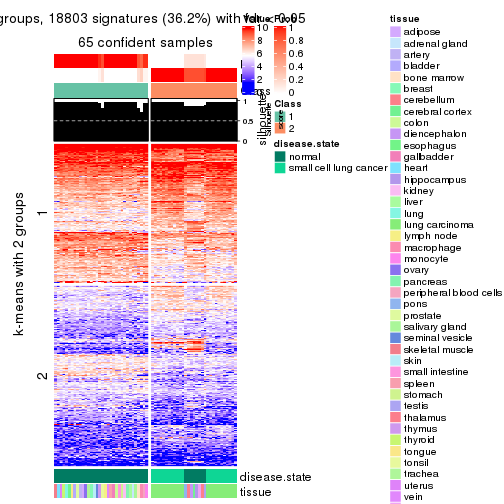 groups, 18803 signatures (36.2%) with fdr < 0.05
65 confident samples
Value
10
8
6
4
2
0
Prob
1
0.8
0.6
0.4
0.2
0
Class
silhouette
1
0.5
0
Silhouette
score
Class
1
2
disease.state
normal
small cell lung cancer
k-means with 2 groups
1
2
disease.state
tissue
tissue
adipose
adrenal gland
artery
bladder
bone marrow
breast
cerebellum
cerebral cortex
colon
diencephalon
esophagus
gallbadder
heart
hippocampus
kidney
liver
lung
lung carcinoma
lymph node
macrophage
monocyte
ovary
pancreas
peripheral blood cells
pons
prostate
salivary gland
seminal vesicle
skeletal muscle
skin
small intestine
spleen
stomach
testis
thalamus
thymus
thyroid
tongue
tonsil
trachea
uterus
vein